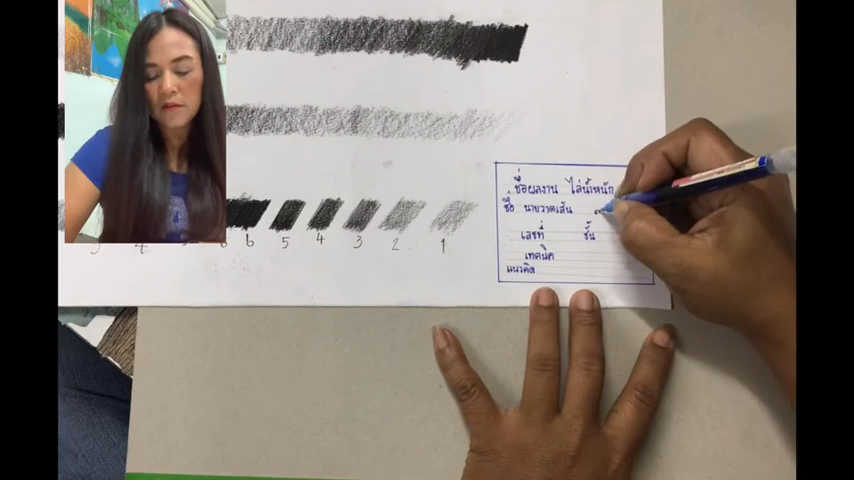 6 5 4 3 2 1
ชื่อผลงาน ไล่น้ำหนัก
ชื่อ นายวาดเส้น
เลขที่ ชั้น
เทคนิค
แนวคิด